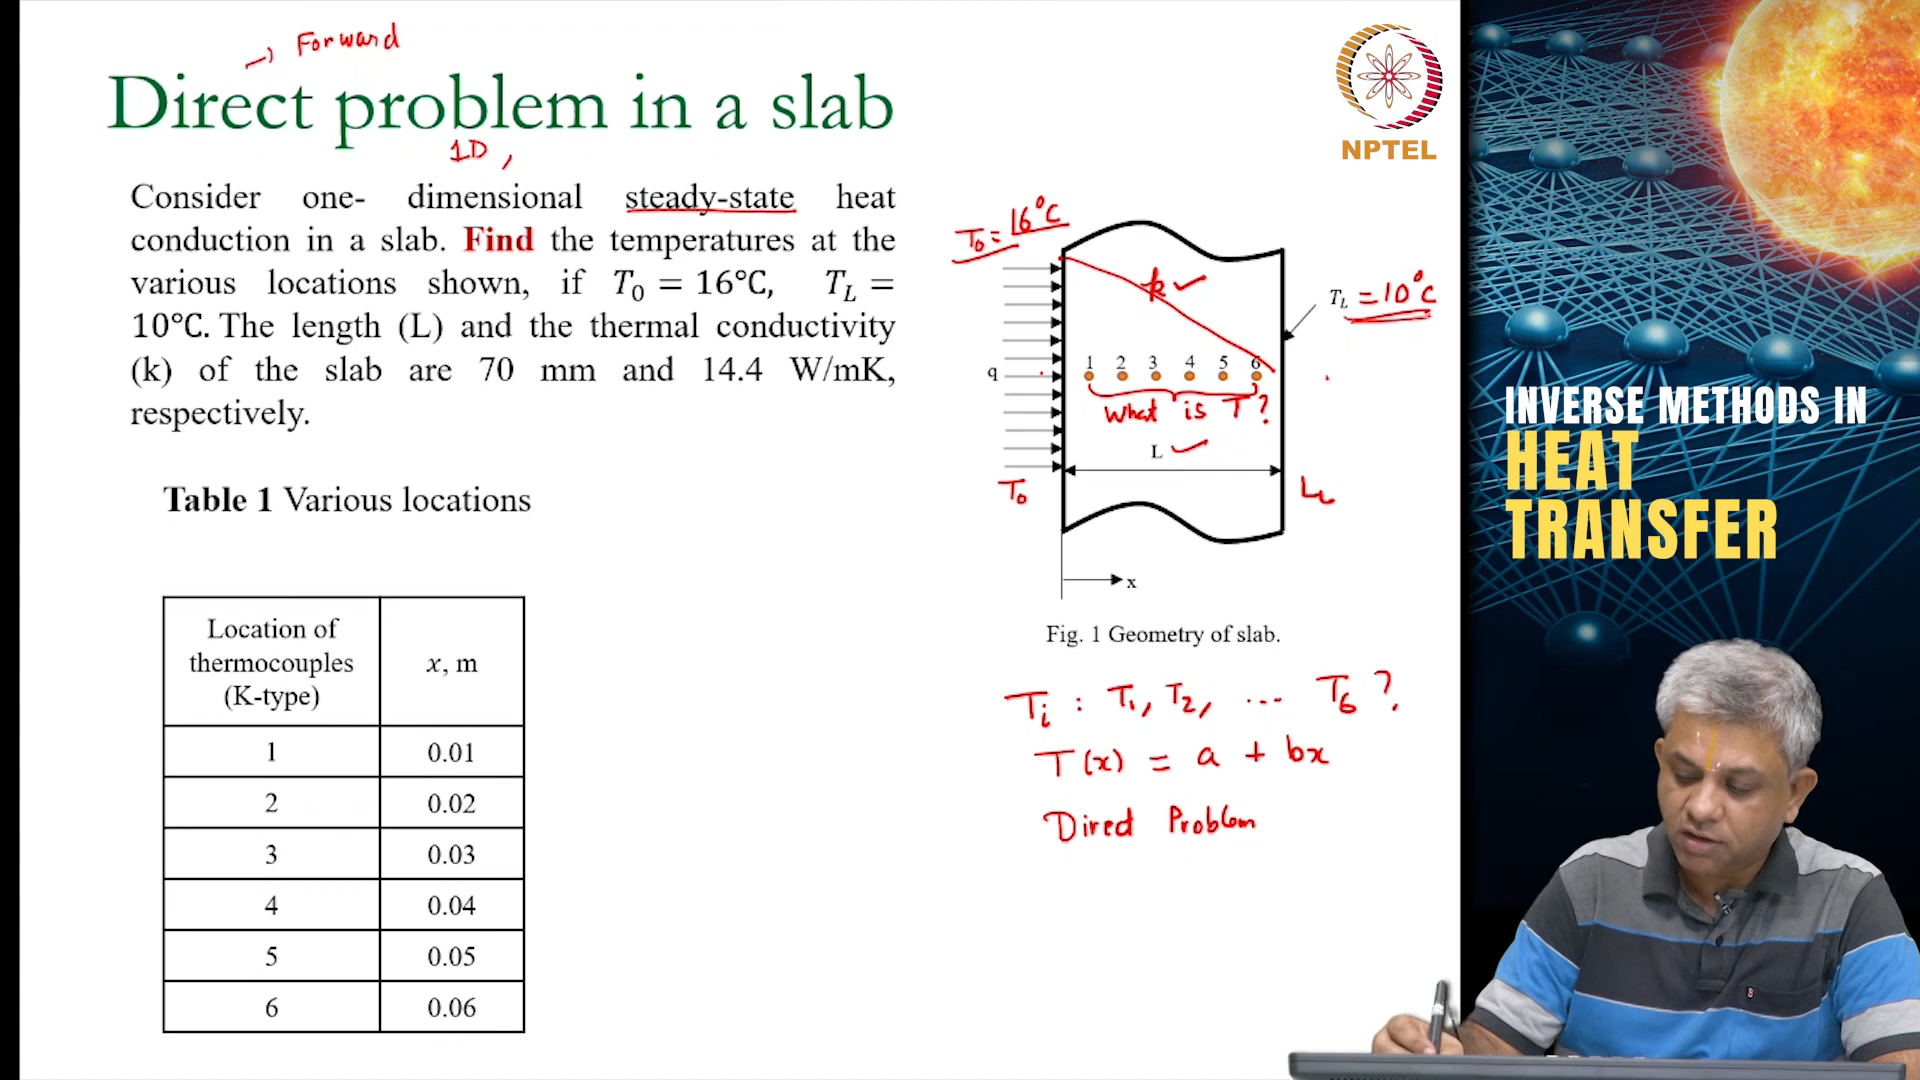 → Forward
Direct problem in a slab
1D,
Consider one- dimensional steady-state heat
conduction in a slab. Find the temperatures at the
various locations shown, if T₀ = 16°C, T_L =
10°C. The length (L) and the thermal conductivity
(k) of the slab are 70 mm and 14.4 W/mK,
respectively.
Table 1 Various locations
Location of thermocouples (K-type) x, m
1 0.01
2 0.02
3 0.03
4 0.04
5 0.05
6 0.06
T₀ = 16°C
k ✓
T_L = 10°C
1 2 3 4 5 6
q
What is T?
L ✓
T₀
x
Fig. 1 Geometry of slab.
T_i : T₁, T₂, ... T₆ ?
T(x) = a + bx
Direct Problem
NPTEL
INVERSE METHODS IN
HEAT
TRANSFER